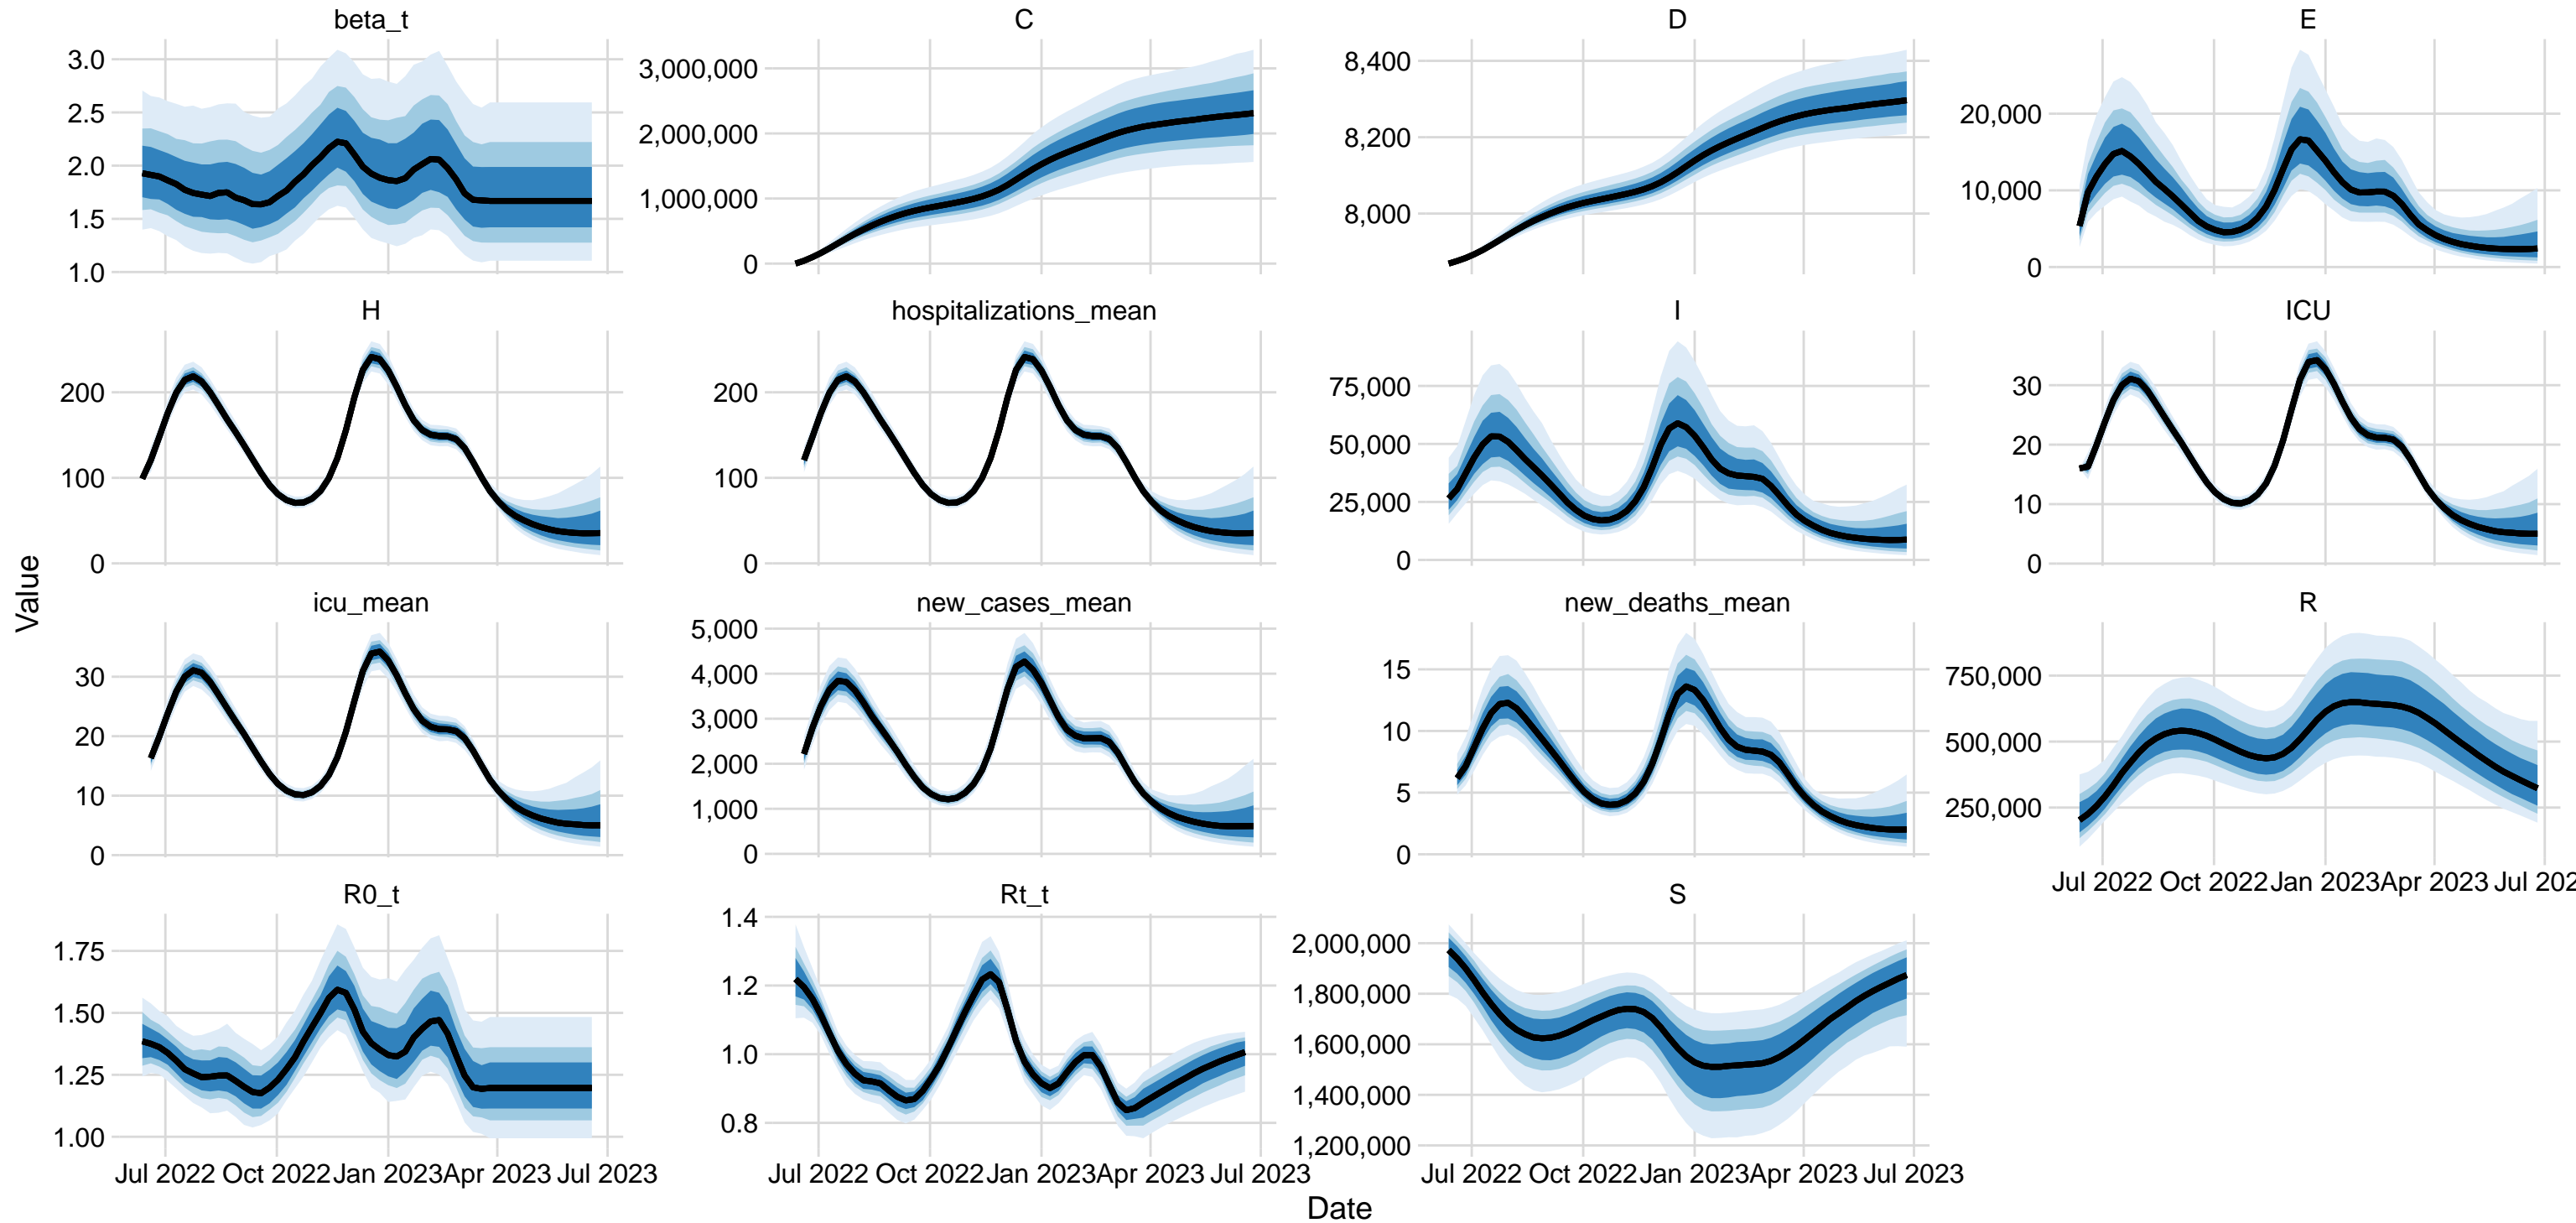 beta_t
3.0
2.5
2.0
1.5
1.0
C
3,000,000
2,000,000
1,000,000
0
D
8,400
8,200
8,000
E
20,000
10,000
0
H
200
100
0
hospitalizations_mean
200
100
0
I
75,000
50,000
25,000
0
ICU
30
20
10
0
Value
icu_mean
30
20
10
0
new_cases_mean
5,000
4,000
3,000
2,000
1,000
0
new_deaths_mean
15
10
5
0
R
750,000
500,000
250,000
Jul 2022 Oct 2022 Jan 2023 Apr 2023 Jul 202
R0_t
1.75
1.50
1.25
1.00
Jul 2022 Oct 2022 Jan 2023 Apr 2023 Jul 2023
Rt_t
1.4
1.2
1.0
0.8
Jul 2022 Oct 2022 Jan 2023 Apr 2023 Jul 2023
S
2,000,000
1,800,000
1,600,000
1,400,000
1,200,000
Jul 2022 Oct 2022 Jan 2023 Apr 2023 Jul 2023
Date